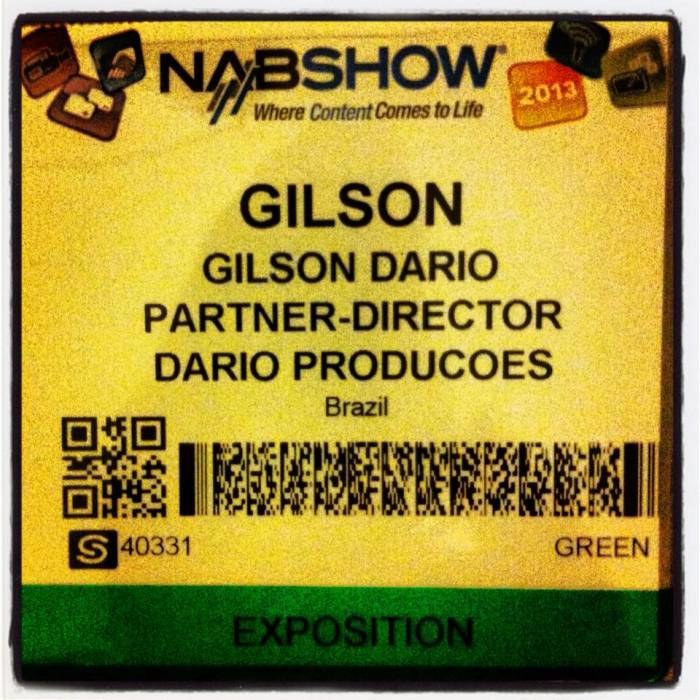 NABSHOW®
Where Content Comes to Life
2013
GILSON
GILSON DARIO
PARTNER-DIRECTOR
DARIO PRODUCOES
Brazil
S 40331
GREEN
EXPOSITION